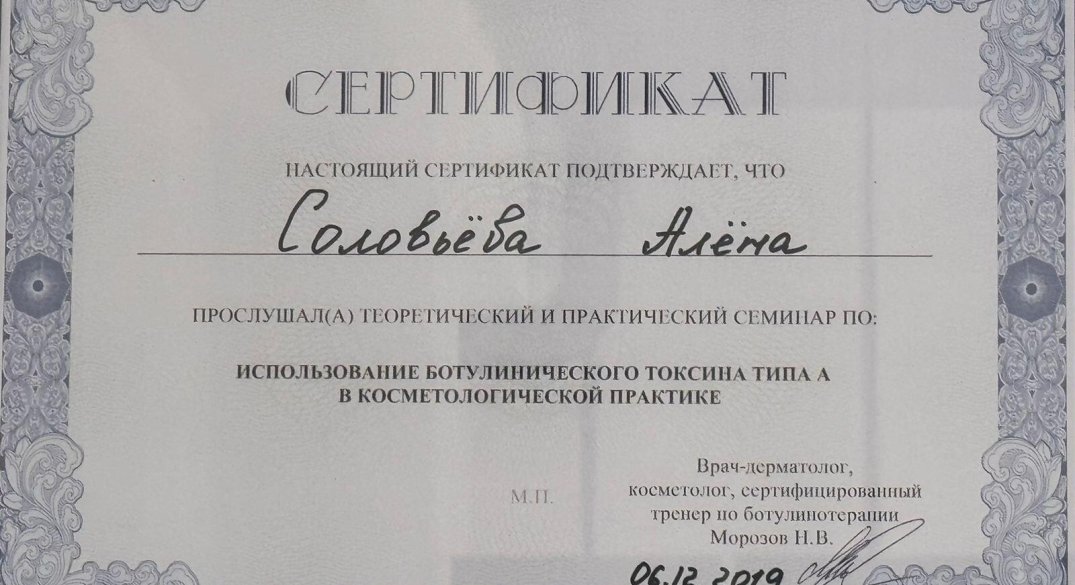 СЕРТИФИКАТ
НАСТОЯЩИЙ СЕРТИФИКАТ ПОДТВЕРЖДАЕТ, ЧТО
Соловьёва Алёна
ПРОСЛУШАЛ(А) ТЕОРЕТИЧЕСКИЙ И ПРАКТИЧЕСКИЙ СЕМИНАР ПО:
ИСПОЛЬЗОВАНИЕ БОТУЛИНИЧЕСКОГО ТОКСИНА ТИПА А
В КОСМЕТОЛОГИЧЕСКОЙ ПРАКТИКЕ
Врач-дерматолог,
косметолог, сертифицированный
М.П.
тренер по ботулинотерапии
Морозов Н.В.
06.12 2019